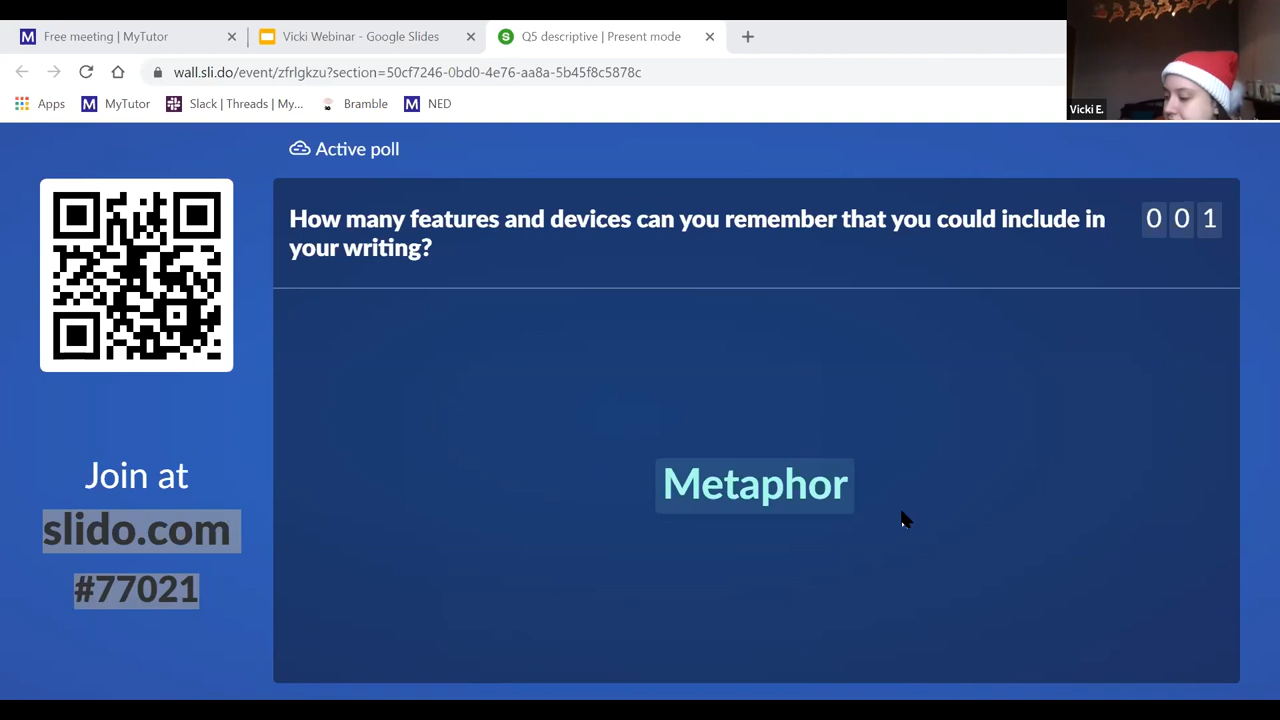 Free meeting | MyTutor
Vicki Webinar - Google Slides
Q5 descriptive | Present mode
wall.sli.do/event/zfrlgkzu?section=50cf7246-0bd0-4e76-aa8a-5b45f8c5878c
Apps
MyTutor
Slack | Threads | My...
Bramble
NED
Vicki E.
Active poll
How many features and devices can you remember that you could include in
your writing?
0 0 1
Metaphor
Join at
slido.com
#77021